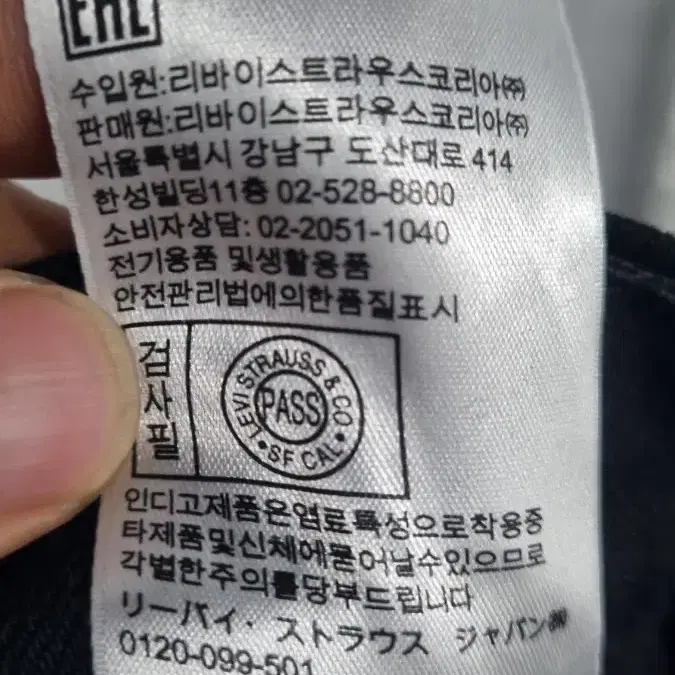 EAC
수입원:리바이스트라우스코리아㈜
판매원:리바이스트라우스코리아㈜
서울특별시 강남구 도산대로 414
한성빌딩11층 02-528-8800
소비자상담: 02-2051-1040
전기용품 및생활용품
안전관리법에의한품질표시
검사필
LEVI STRAUSS & CO
PASS
• SF CAL •
인디고제품은염료특성으로착용중
타제품및신체에묻어날수있으므로
각별한주의를당부드립니다
リーバイ・ストラウス ジャパン㈱
0120-099-501